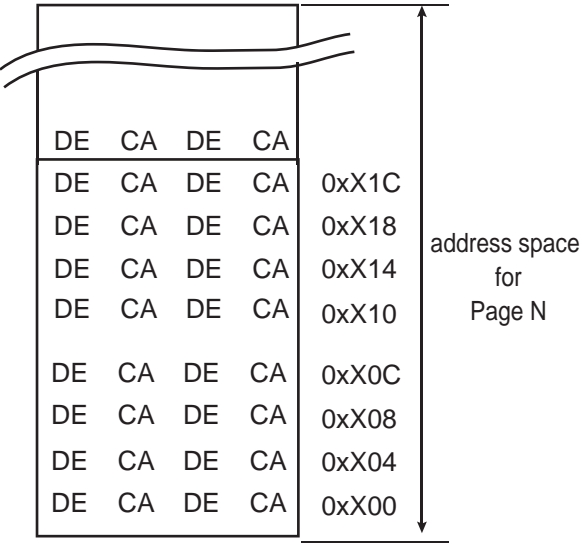 DE CA DE CA
DE CA DE CA 0xX1C
DE CA DE CA 0xX18
DE CA DE CA 0xX14
DE CA DE CA 0xX10
DE CA DE CA 0xX0C
DE CA DE CA 0xX08
DE CA DE CA 0xX04
DE CA DE CA 0xX00
address space
for
Page N